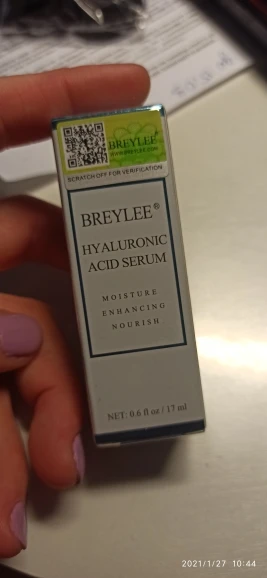 BREYLEE®
SCRATCH OFF FOR VERIFICATION
BREYLEE®
HYALURONIC
ACID SERUM
MOISTURE
ENHANCING
NOURISH
NET: 0.6 fl oz / 17 ml
2021/1/27 10:44